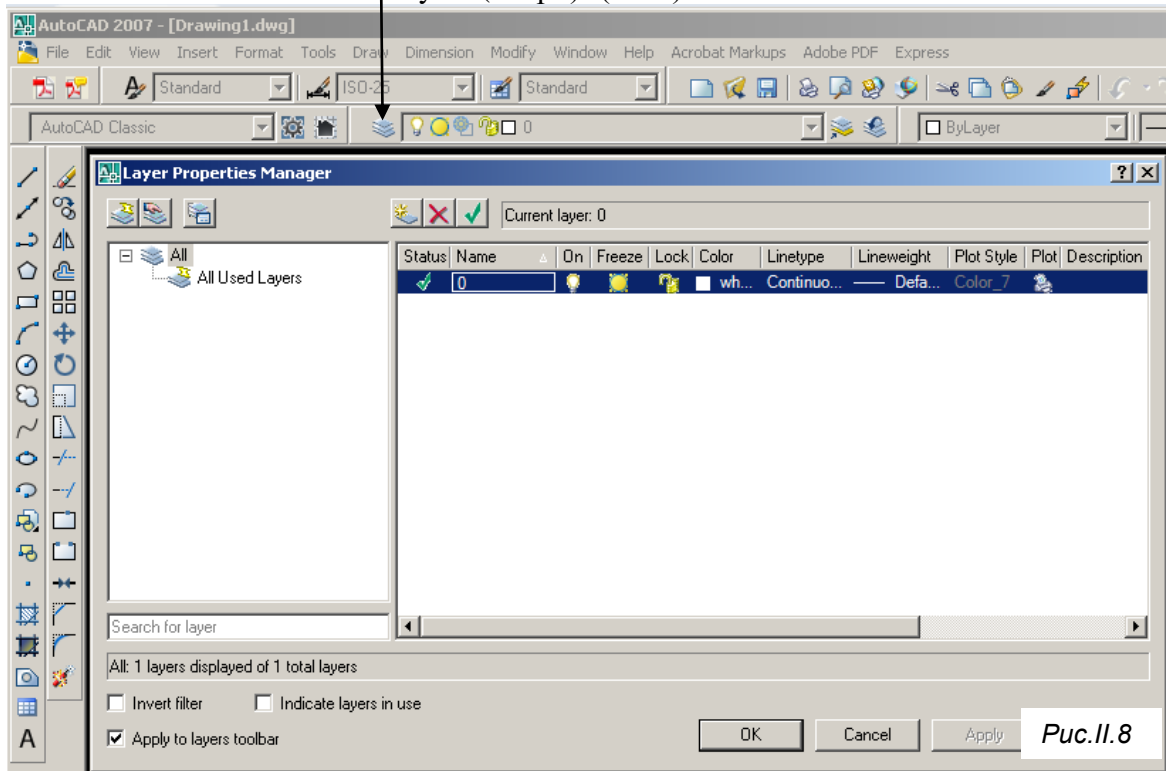 AutoCAD 2007 - [Drawing1.dwg]
File Edit View Insert Format Tools Draw Dimension Modify Window Help Acrobat Markups Adobe PDF Express
Standard ISO-25 Standard
AutoCAD Classic 0 ByLayer
Layer Properties Manager
Current layer: 0
All
All Used Layers
Status Name On Freeze Lock Color Linetype Lineweight Plot Style Plot Description
0 wh... Continuo... Defa... Color_7
Search for layer
All: 1 layers displayed of 1 total layers
Invert filter Indicate layers in use
Apply to layers toolbar
OK Cancel Apply
Рис.II.8
A